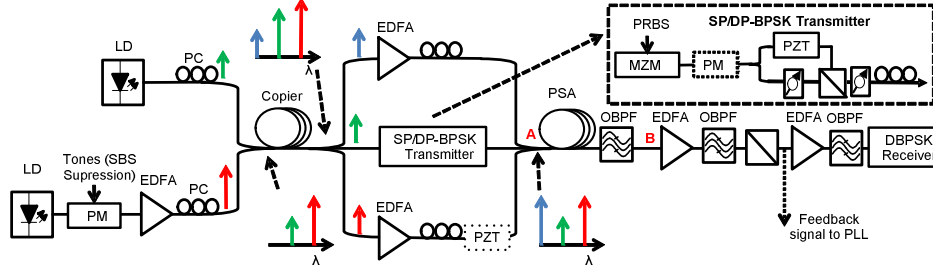 SP/DP-BPSK Transmitter
PRBS
MZM
PM
PZT
LD
PC
λ
EDFA
Copier
PSA
A
B
OBPF
EDFA
OBPF
EDFA
OBPF
SP/DP-BPSK
Transmitter
DBPSK
Receiver
LD
Tones (SBS
Supression)
PM
EDFA
PC
λ
EDFA
PZT
λ
Feedback
signal to PLL